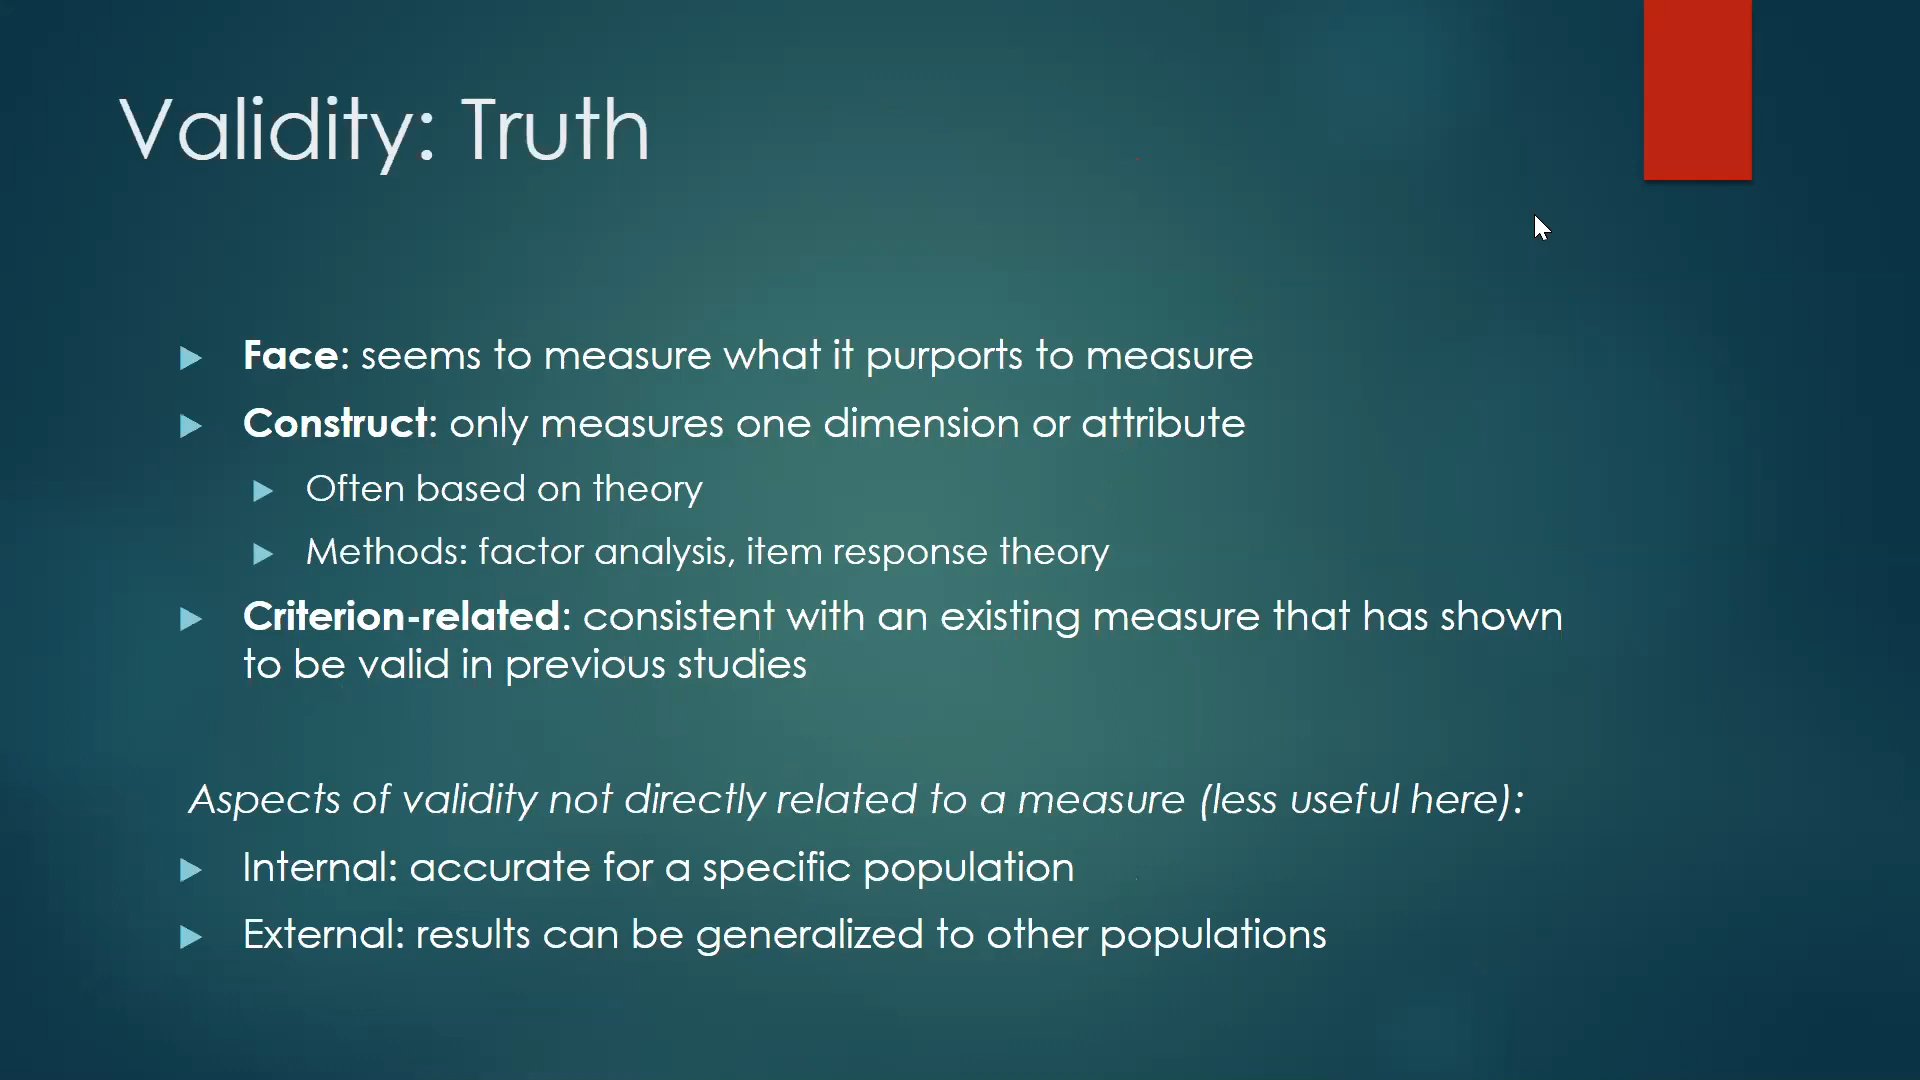 Validity: Truth
Face: seems to measure what it purports to measure
Construct: only measures one dimension or attribute
Often based on theory
Methods: factor analysis, item response theory
Criterion-related: consistent with an existing measure that has shown
to be valid in previous studies
Aspects of validity not directly related to a measure (less useful here):
Internal: accurate for a specific population
External: results can be generalized to other populations